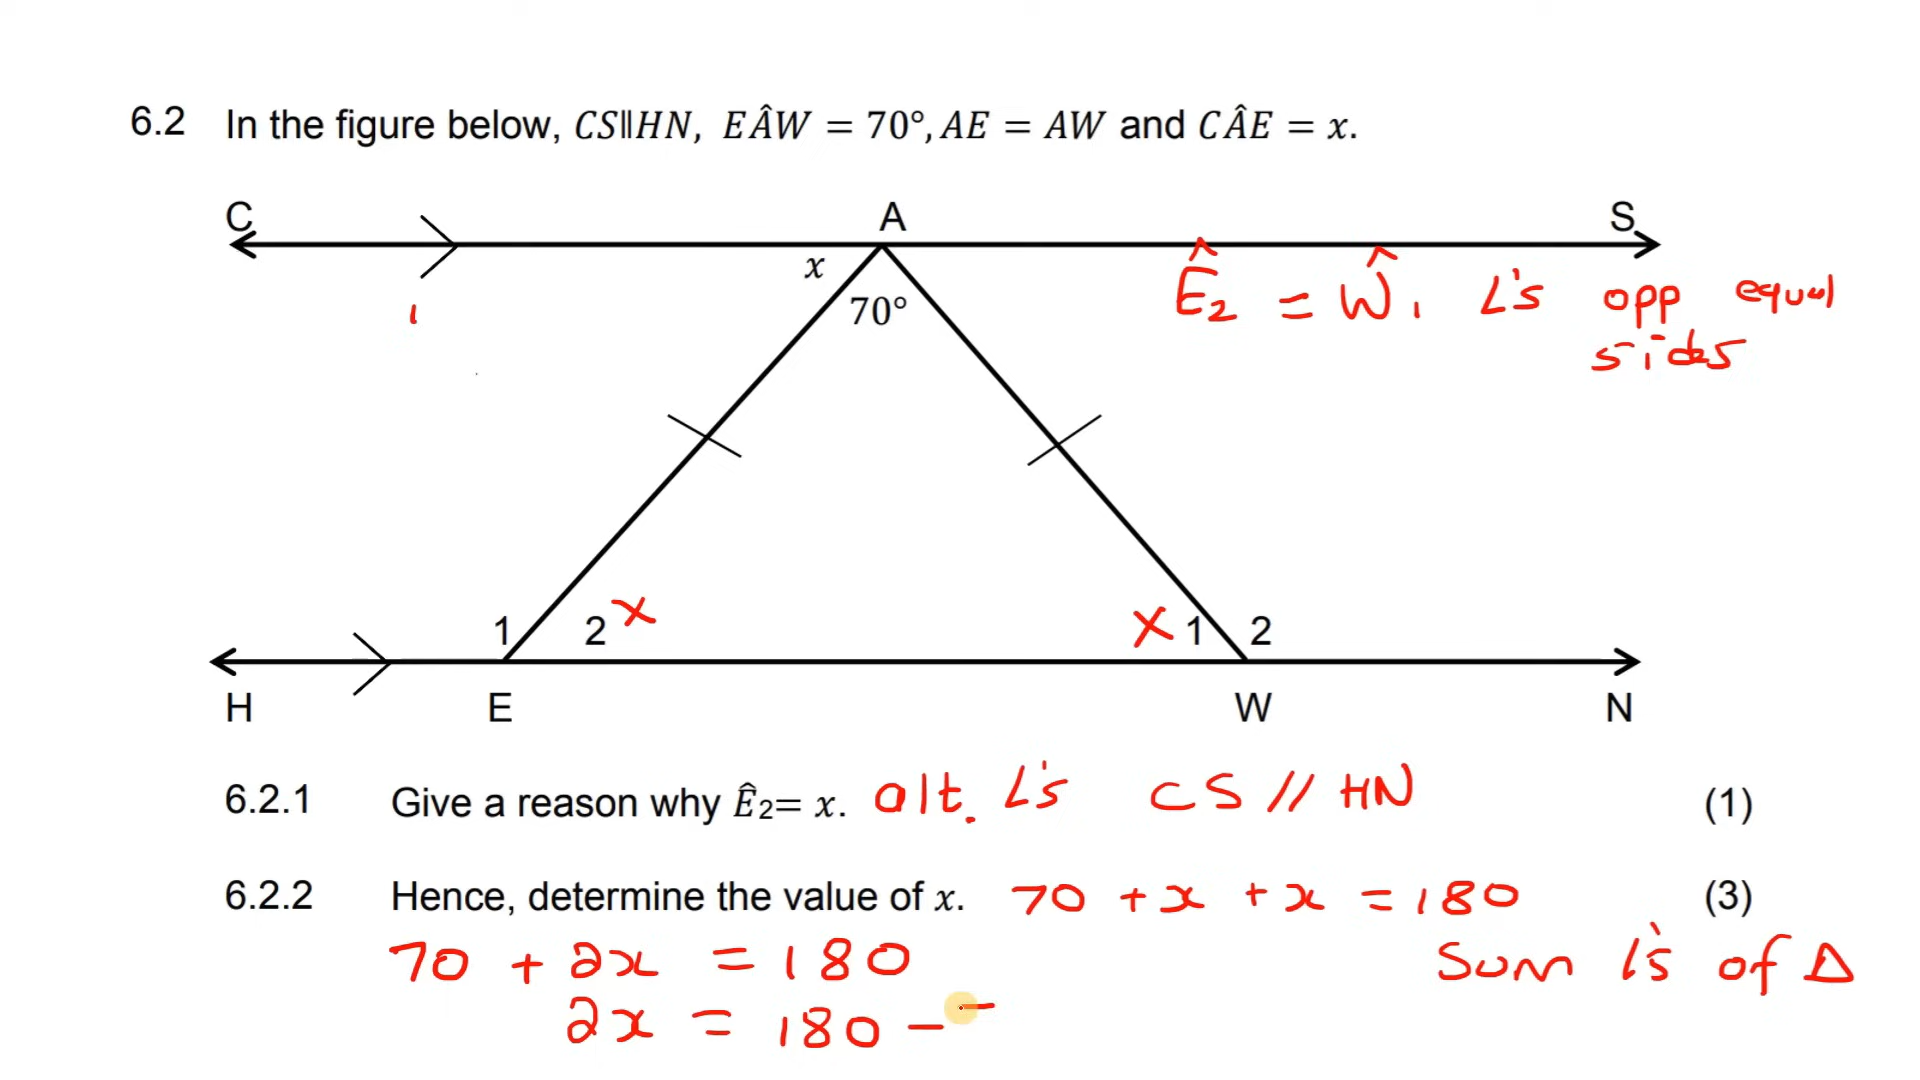 6.2 In the figure below, CS∥HN, EÂW = 70°, AE = AW and CÂE = x.
C A S
x
70°
Ê2 = Ŵ1 ∠'s opp equal
sides
1 2 x x 1 2
H E W N
6.2.1 Give a reason why Ê2= x. alt. ∠'s CS // HN (1)
6.2.2 Hence, determine the value of x. 70 + x + x = 180 (3)
70 + 2x = 180 Sum ∠'s of Δ
2x = 180 –